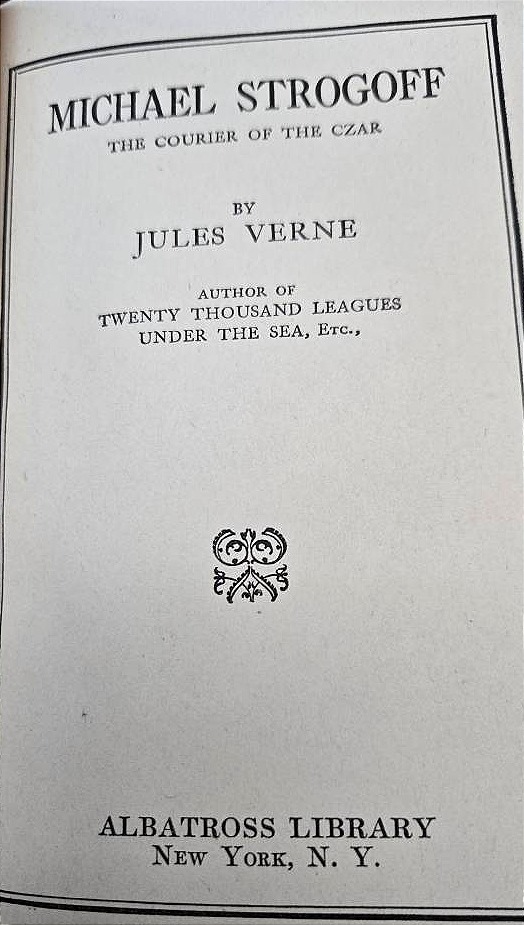 MICHAEL STROGOFF
THE COURIER OF THE CZAR
BY
JULES VERNE
AUTHOR OF
TWENTY THOUSAND LEAGUES
UNDER THE SEA, ETC.,
ALBATROSS LIBRARY
NEW YORK, N. Y.